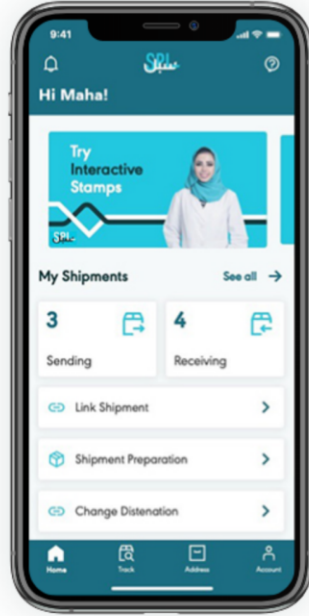 9:41
SPL سبل
Hi Maha!
Try
Interactive
Stamps
SPL
My Shipments
See all
3
4
Sending
Receiving
Link Shipment
Shipment Preparation
Change Distenation
Home
Track
Address
Account